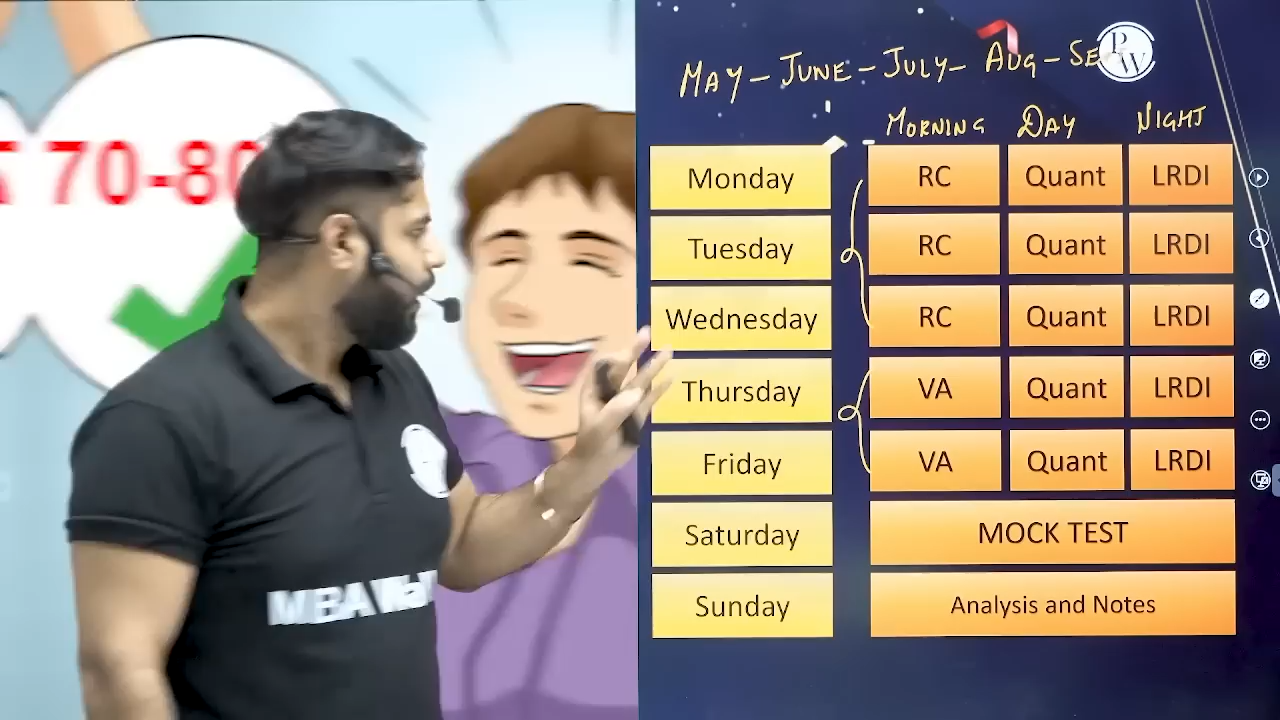 70-80
MBA Wallah
MAY - JUNE - JULY - AUG - SE
PW
MORNING DAY NIGHT
Monday RC Quant LRDI
Tuesday RC Quant LRDI
Wednesday RC Quant LRDI
Thursday VA Quant LRDI
Friday VA Quant LRDI
Saturday MOCK TEST
Sunday Analysis and Notes